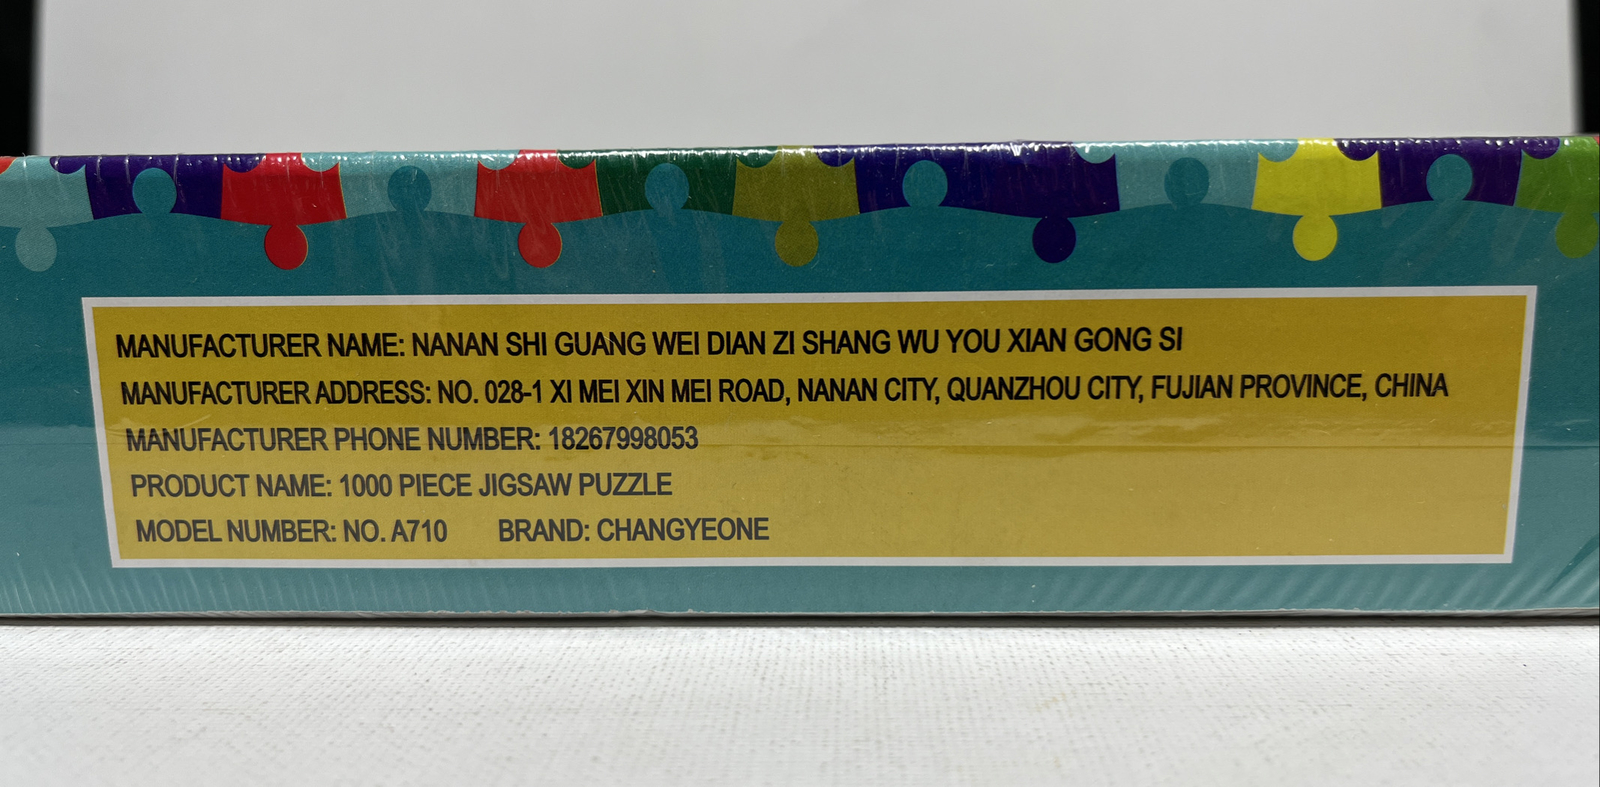 MANUFACTURER NAME: NANAN SHI GUANG WEI DIAN ZI SHANG WU YOU XIAN GONG SI
MANUFACTURER ADDRESS: NO. 028-1 XI MEI XIN MEI ROAD, NANAN CITY, QUANZHOU CITY, FUJIAN PROVINCE, CHINA
MANUFACTURER PHONE NUMBER: 18267998053
PRODUCT NAME: 1000 PIECE JIGSAW PUZZLE
MODEL NUMBER: NO. A710 BRAND: CHANGYEONE